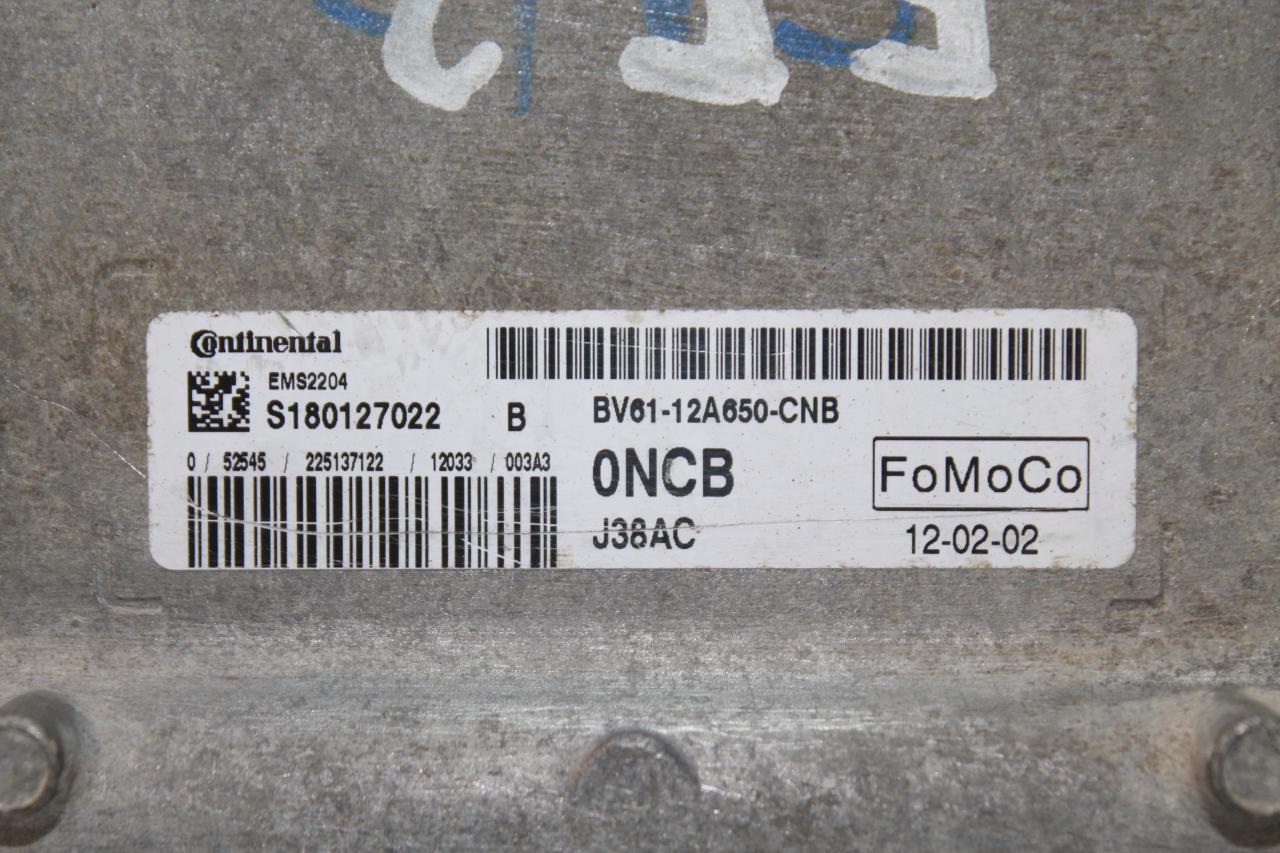 Continental
EMS2204
S180127022 B
0 / 52545 / 225137122 / 12033 / 003A3
BV61-12A650-CNB
0NCB
J38AC
FoMoCo
12-02-02